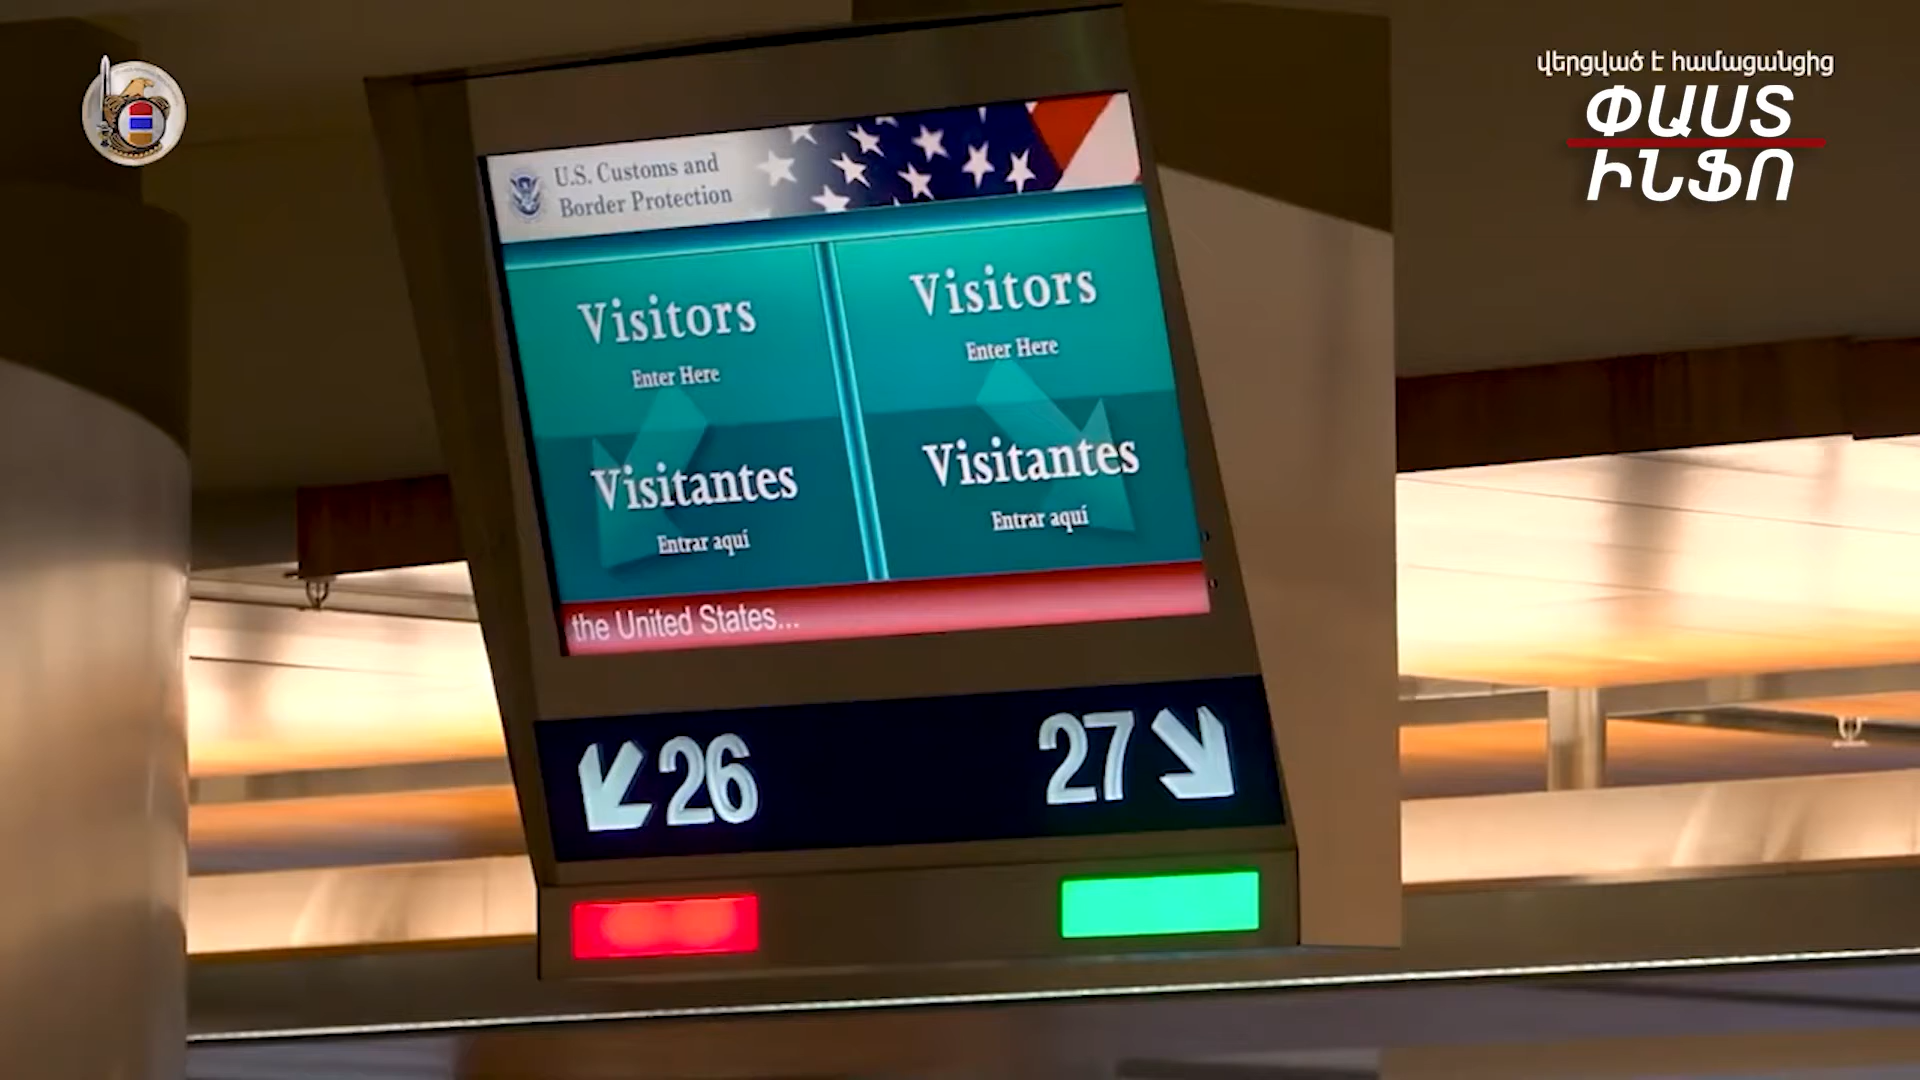 վերցված է համացանցից
ՓԱՍՏ
ԻՆՖՈ
U.S. Customs and
Border Protection
Visitors
Enter Here
Visitantes
Entrar aquí
Visitors
Enter Here
Visitantes
Entrar aquí
the United States...
26
27